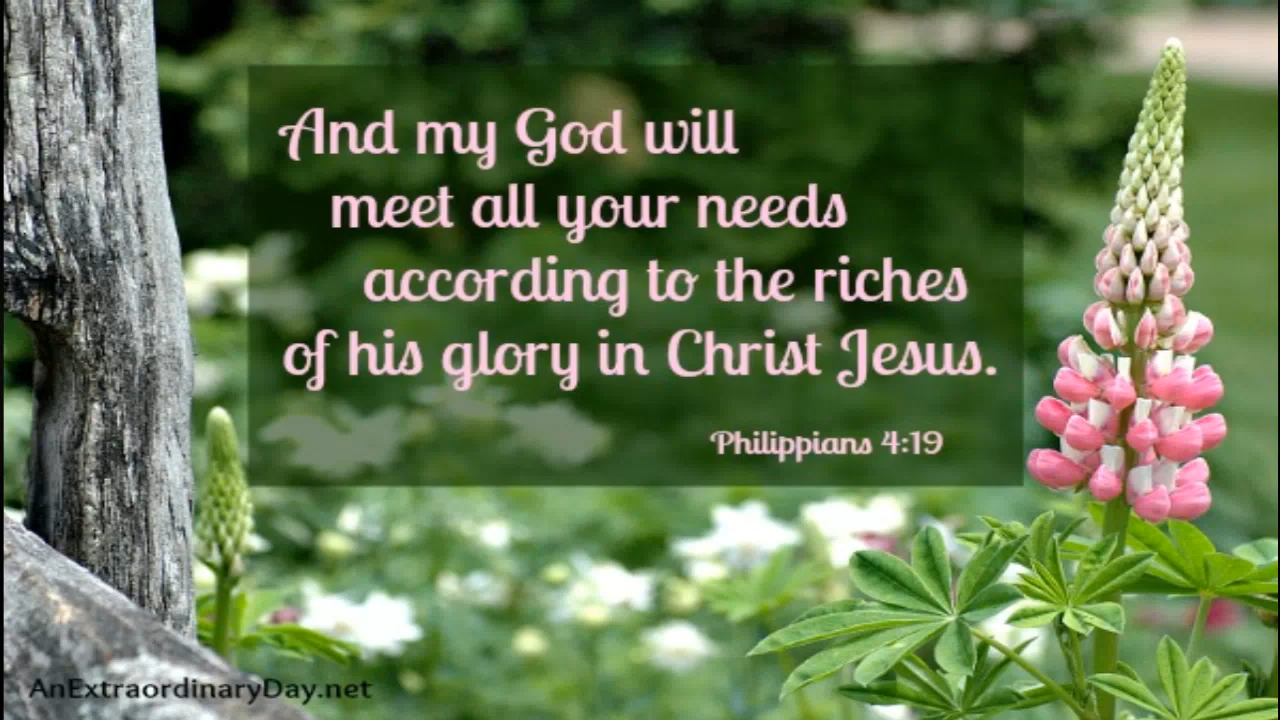 And my God will
meet all your needs
according to the riches
of his glory in Christ Jesus.
Philippians 4:19
AnExtraordinaryDay.net